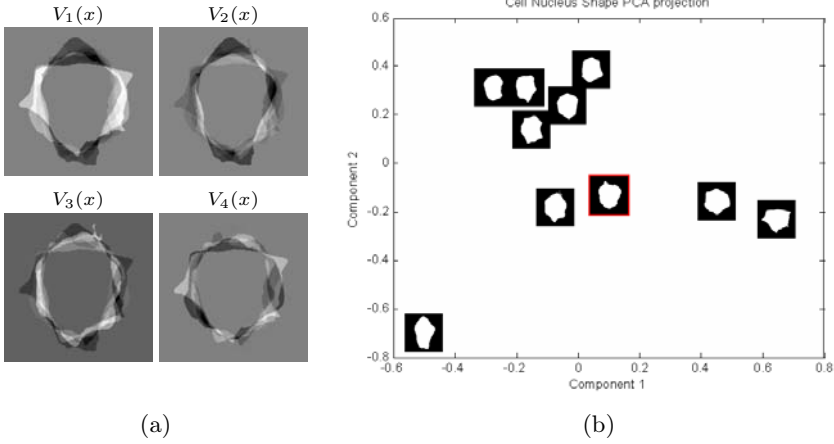 V₁(x) V₂(x)
V₃(x) V₄(x)
(a)
Cell Nucleus Shape PCA projection
0.6
0.4
0.2
0
-0.2
-0.4
-0.6
-0.8
Component 2
-0.6 -0.4 -0.2 0 0.2 0.4 0.6 0.8
Component 1
(b)